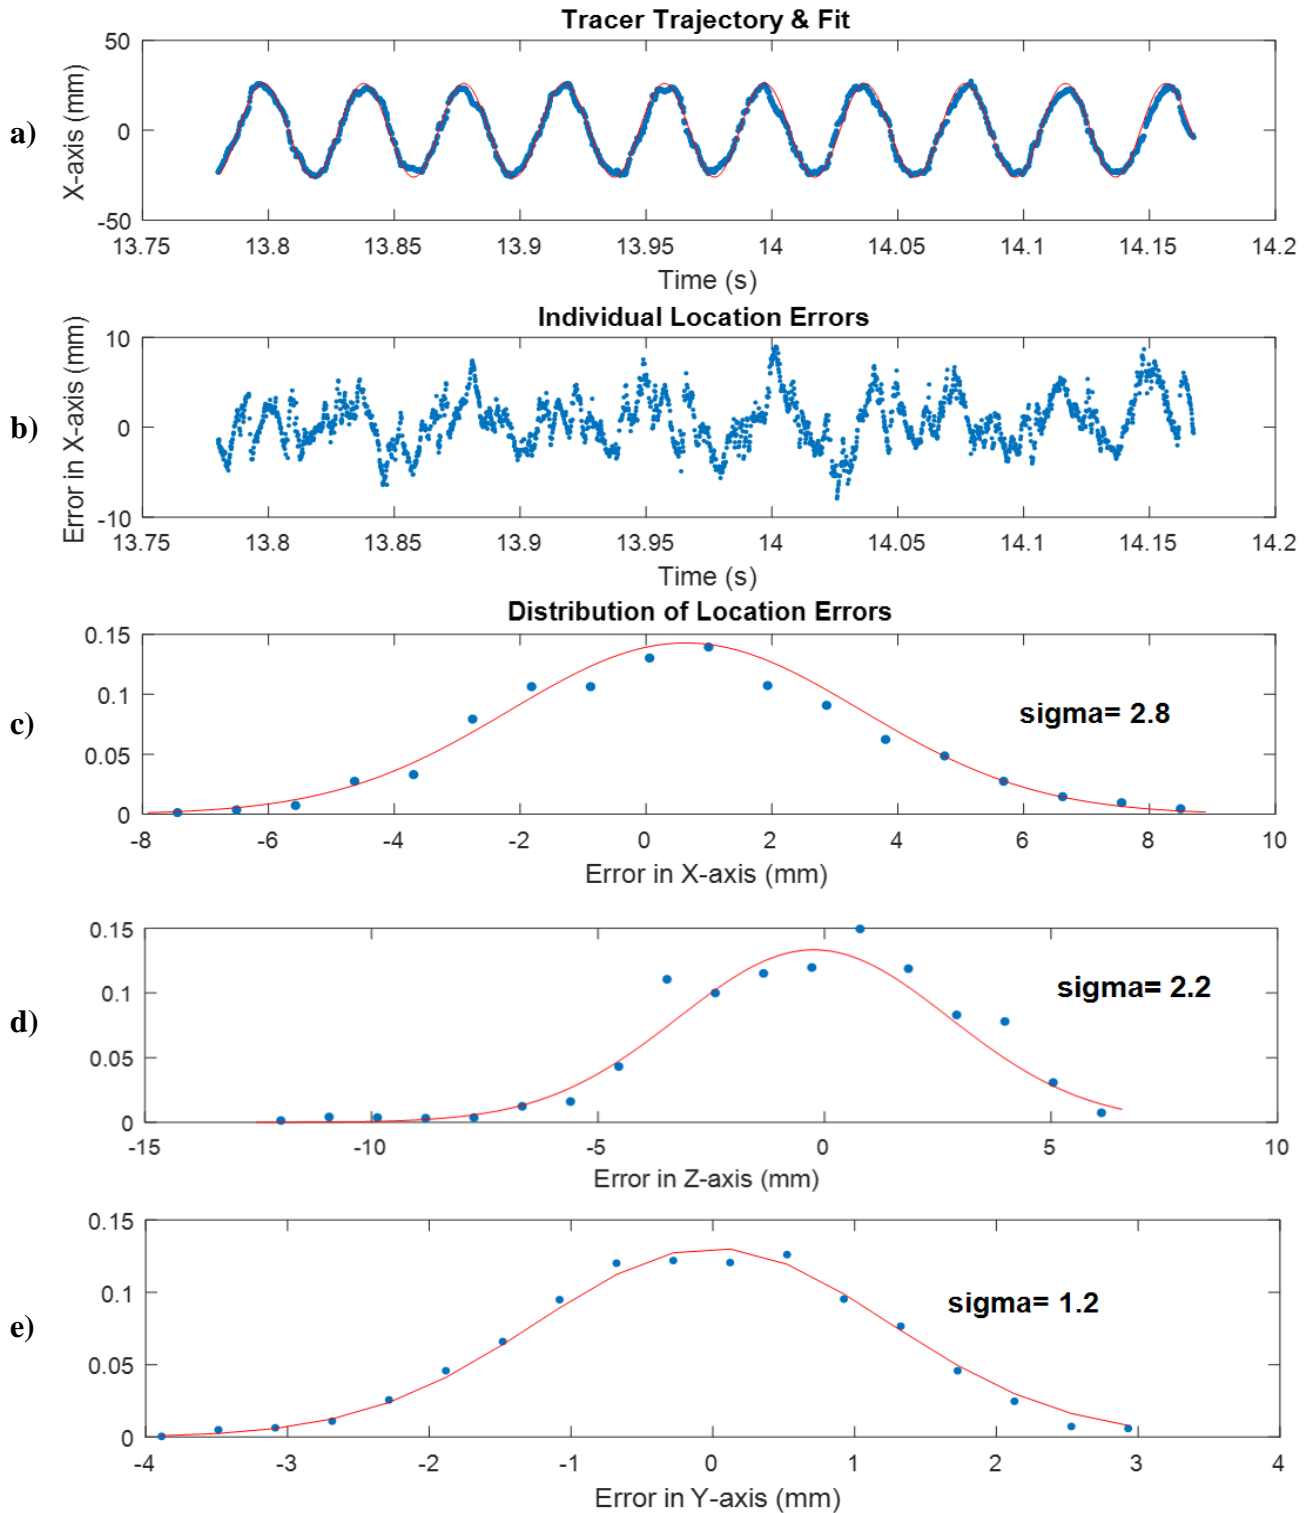 Tracer Trajectory & Fit
a)
X-axis (mm)
50
0
-50
13.75 13.8 13.85 13.9 13.95 14 14.05 14.1 14.15 14.2
Time (s)
Individual Location Errors
b)
Error in X-axis (mm)
10
0
-10
13.75 13.8 13.85 13.9 13.95 14 14.05 14.1 14.15 14.2
Time (s)
Distribution of Location Errors
c)
0.15
0.1
0.05
0
sigma= 2.8
-8 -6 -4 -2 0 2 4 6 8 10
Error in X-axis (mm)
d)
0.15
0.1
0.05
0
sigma= 2.2
-15 -10 -5 0 5 10
Error in Z-axis (mm)
e)
0.15
0.1
0.05
0
sigma= 1.2
-4 -3 -2 -1 0 1 2 3 4
Error in Y-axis (mm)